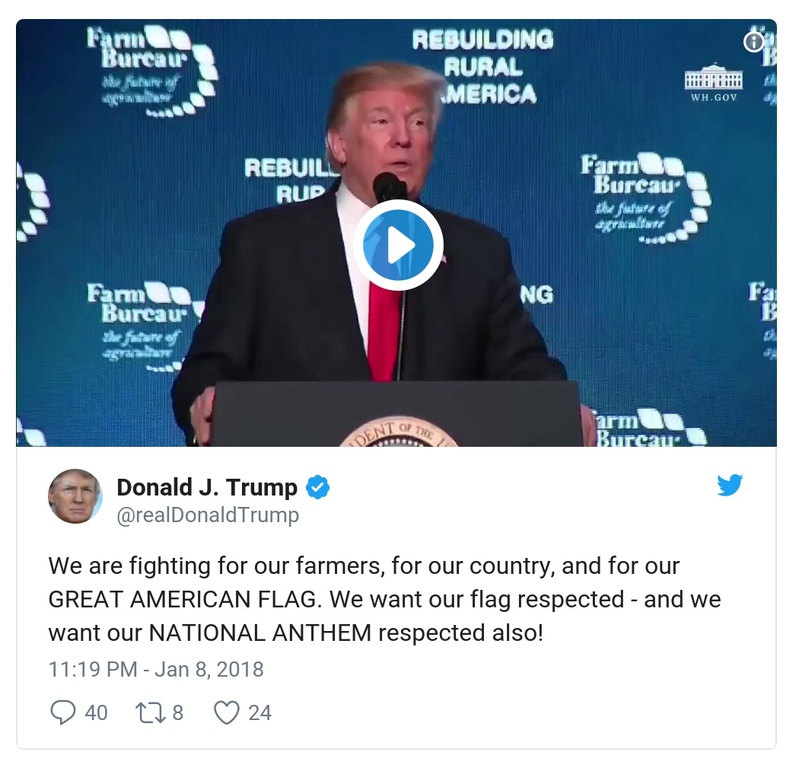 Farm
Bureau
the future of
agriculture
REBUILDING
RURAL
AMERICA
WH.GOV
REBUIL
RUR
Farm
Bureau
the future of
agriculture
Farm
Bureau
the future of
agriculture
NG
Fa
B
arm
Bureau
DENT OF THE
Donald J. Trump
@realDonaldTrump
We are fighting for our farmers, for our country, and for our
GREAT AMERICAN FLAG. We want our flag respected - and we
want our NATIONAL ANTHEM respected also!
11:19 PM - Jan 8, 2018
40 8 24